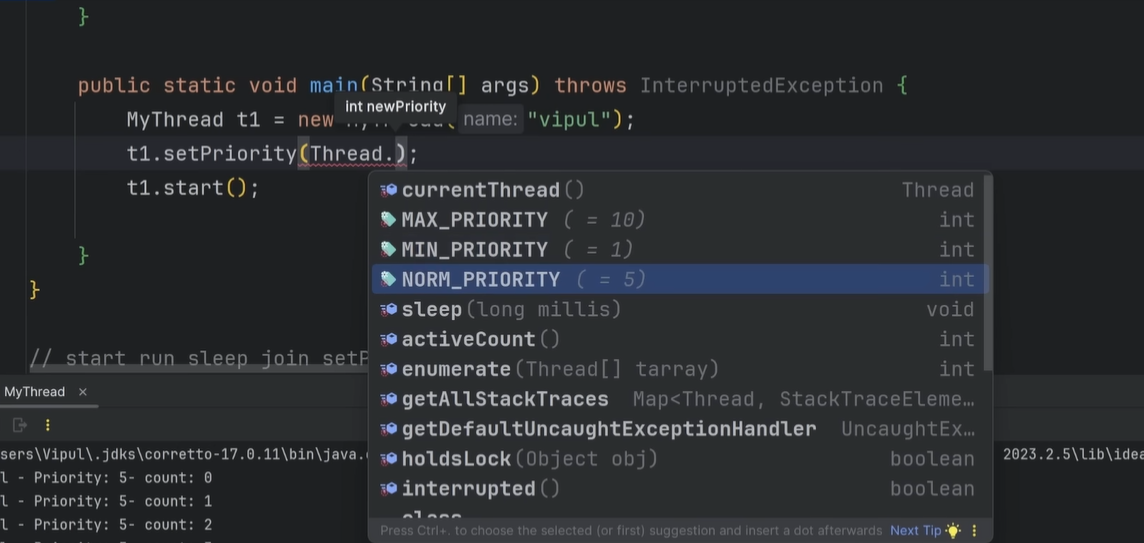 }
public static void main(String[] args) throws InterruptedException {
int newPriority
MyThread t1 = new MyThread( name: "vipul");
t1.setPriority(Thread.);
t1.start();
}
}
// start run sleep join setP
currentThread() Thread
MAX_PRIORITY ( = 10) int
MIN_PRIORITY ( = 1) int
NORM_PRIORITY ( = 5) int
sleep(long millis) void
activeCount() int
enumerate(Thread[] tarray) int
getAllStackTraces Map<Thread, StackTraceEleme…
getDefaultUncaughtExceptionHandler UncaughtEx…
holdsLock(Object obj) boolean
interrupted() boolean
class
Press Ctrl+. to choose the selected (or first) suggestion and insert a dot afterwards Next Tip
MyThread ×
sers\Vipul\.jdks\corretto-17.0.11\bin\java.e 2023.2.5\lib\idea
l - Priority: 5- count: 0
l - Priority: 5- count: 1
l - Priority: 5- count: 2